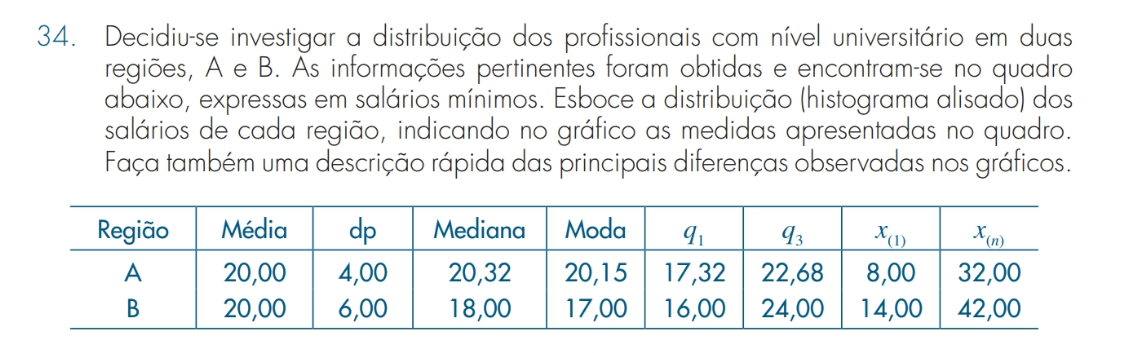 34. Decidiu-se investigar a distribuição dos profissionais com nível universitário em duas
regiões, A e B. As informações pertinentes foram obtidas e encontram-se no quadro
abaixo, expressas em salários mínimos. Esboce a distribuição (histograma alisado) dos
salários de cada região, indicando no gráfico as medidas apresentadas no quadro.
Faça também uma descrição rápida das principais diferenças observadas nos gráficos.
Região Média dp Mediana Moda q₁ q₃ x₍₁₎ x₍ₙ₎
A 20,00 4,00 20,32 20,15 17,32 22,68 8,00 32,00
B 20,00 6,00 18,00 17,00 16,00 24,00 14,00 42,00